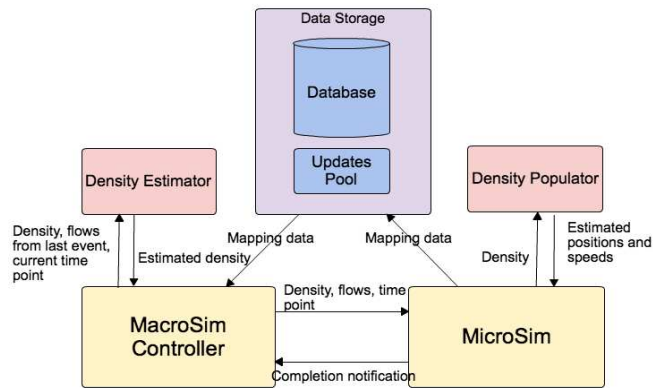 Data Storage
Database
Updates
Pool
Density Estimator
Density Populator
Density, flows
from last event,
current time
point
Estimated density
Mapping data
Mapping data
Density
Estimated
positions and
speeds
Density, flows, time
point
MacroSim
Controller
MicroSim
Completion notification